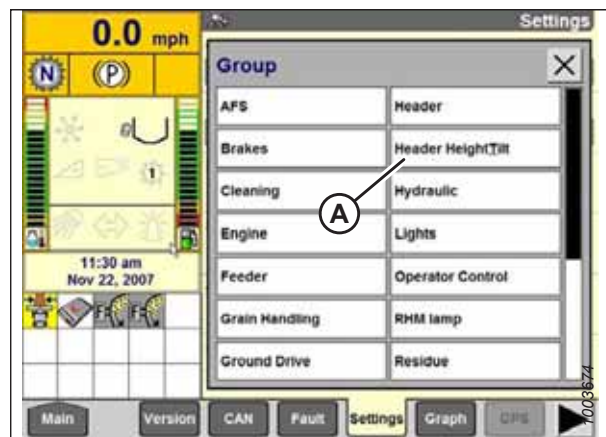 0.0 mph
Settings
N
(P)
Group
X
AFS
Header
Brakes
Header Height/Tilt
1
Cleaning
Hydraulic
A
Engine
Lights
11:30 am
Nov 22, 2007
Feeder
Operator Control
F
F
Grain Handling
RHM lamp
Ground Drive
Residue
Main
Version
CAN
Fault
Settings
Graph
GPS
1003674